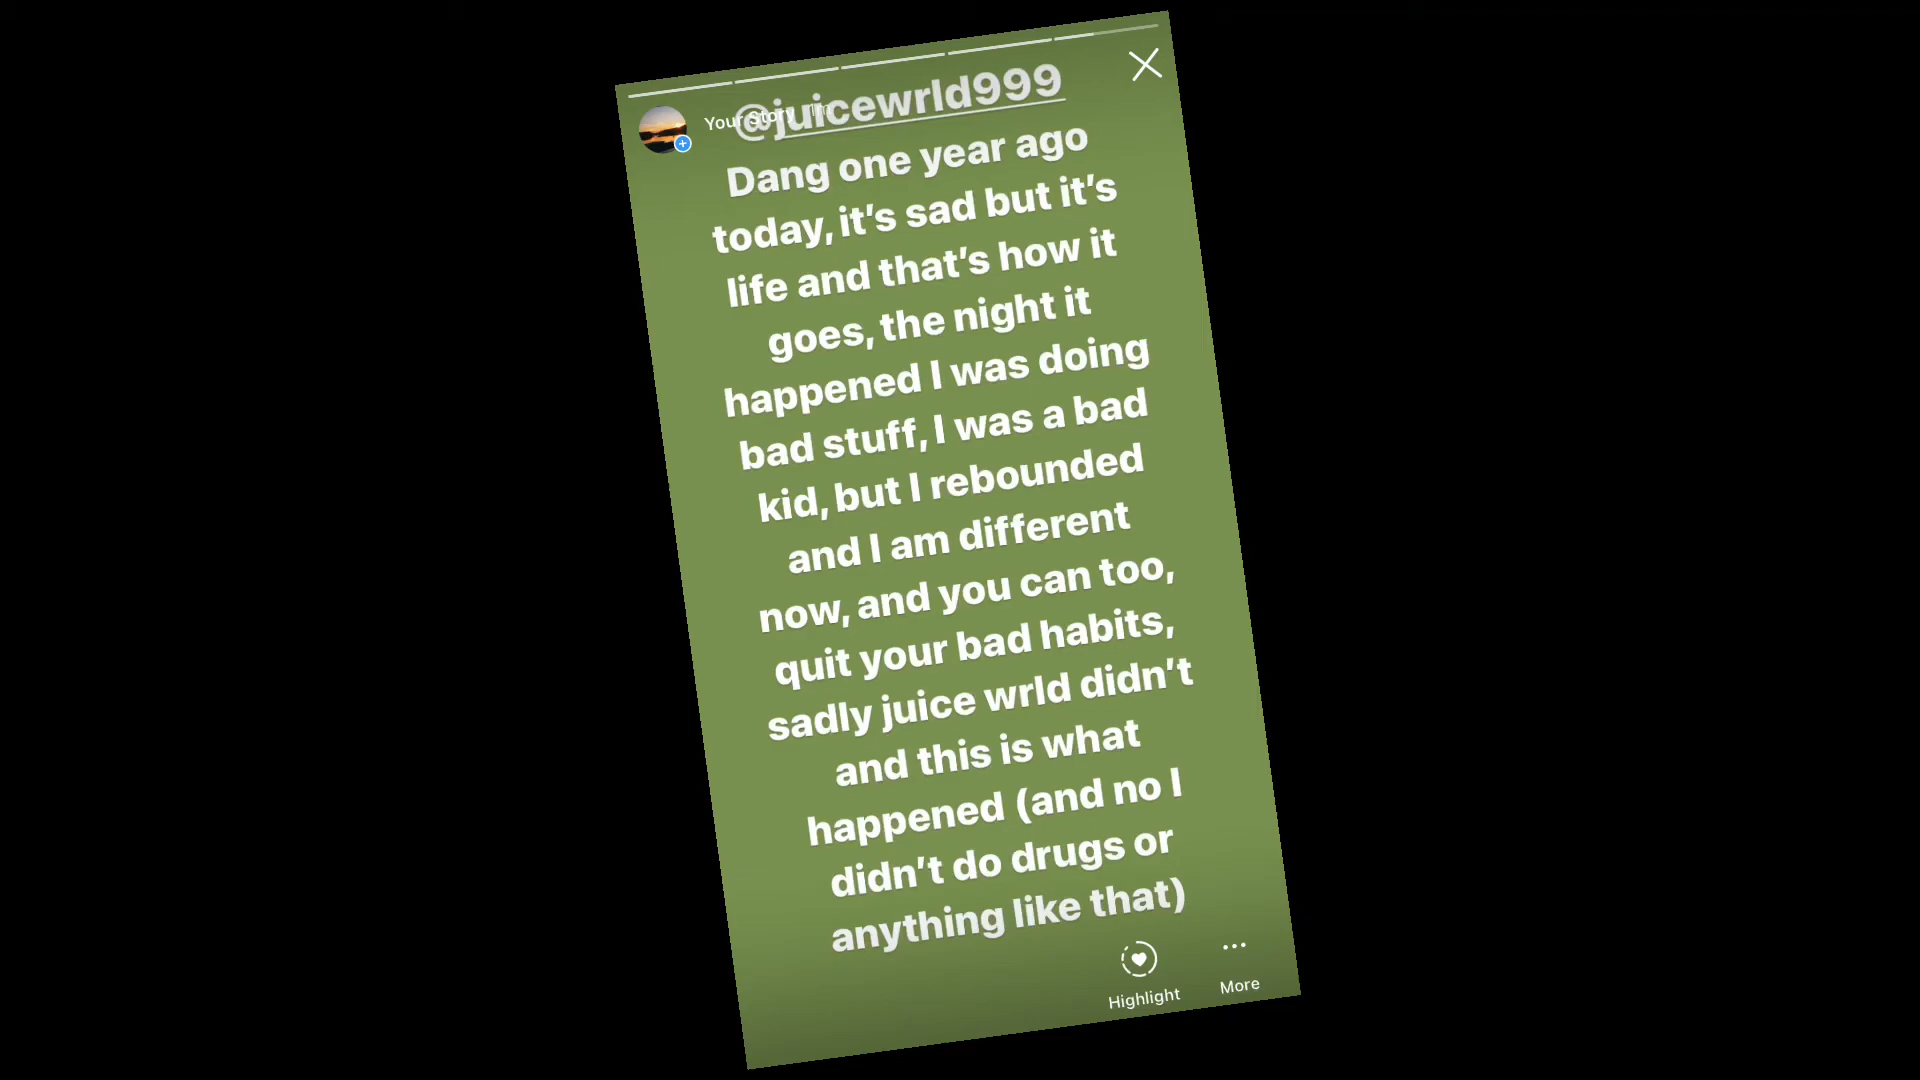 @juicewrld999
Your Story 1m
Dang one year ago
today, it's sad but it's
life and that's how it
goes, the night it
happened I was doing
bad stuff, I was a bad
kid, but I rebounded
and I am different
now, and you can too,
quit your bad habits,
sadly juice wrld didn't
and this is what
happened (and no I
didn't do drugs or
anything like that)
Highlight
More